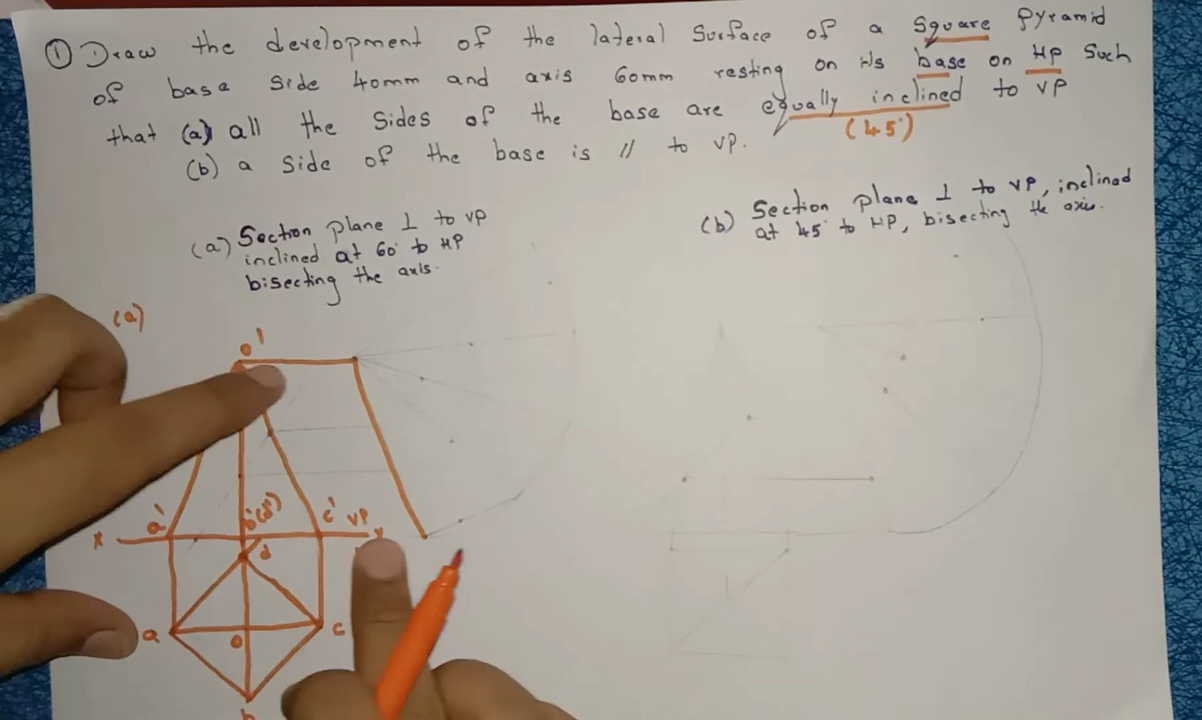 ① Draw the development of the lateral Surface of a Square Pyramid
of base side 40mm and axis 60mm resting on its base on HP Such
that (a) all the Sides of the base are equally inclined to VP
(45°)
(b) a side of the base is // to VP.
(a) Section plane ⊥ to VP
inclined at 60° to HP
bisecting the axis.
(b) Section plane ⊥ to VP, inclined
at 45° to HP, bisecting the axis.
(a)
o'
a' b'(d') c' VP
X Y
d
a o c
b